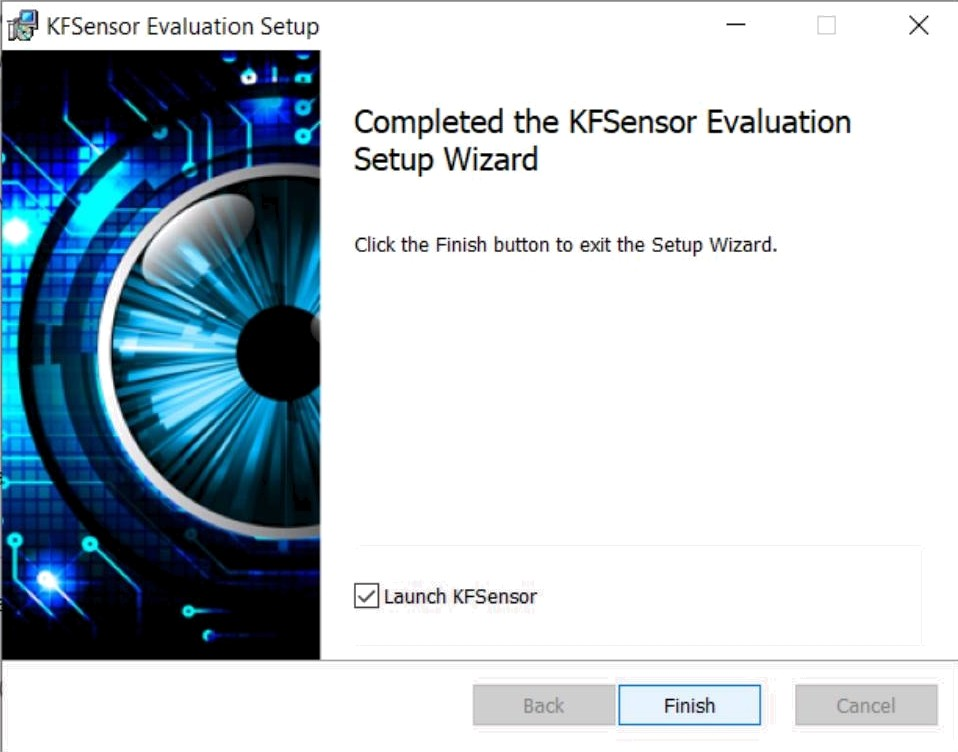 KFSensor Evaluation Setup
Completed the KFSensor Evaluation
Setup Wizard
Click the Finish button to exit the Setup Wizard.
Launch KFSensor
Back
Finish
Cancel